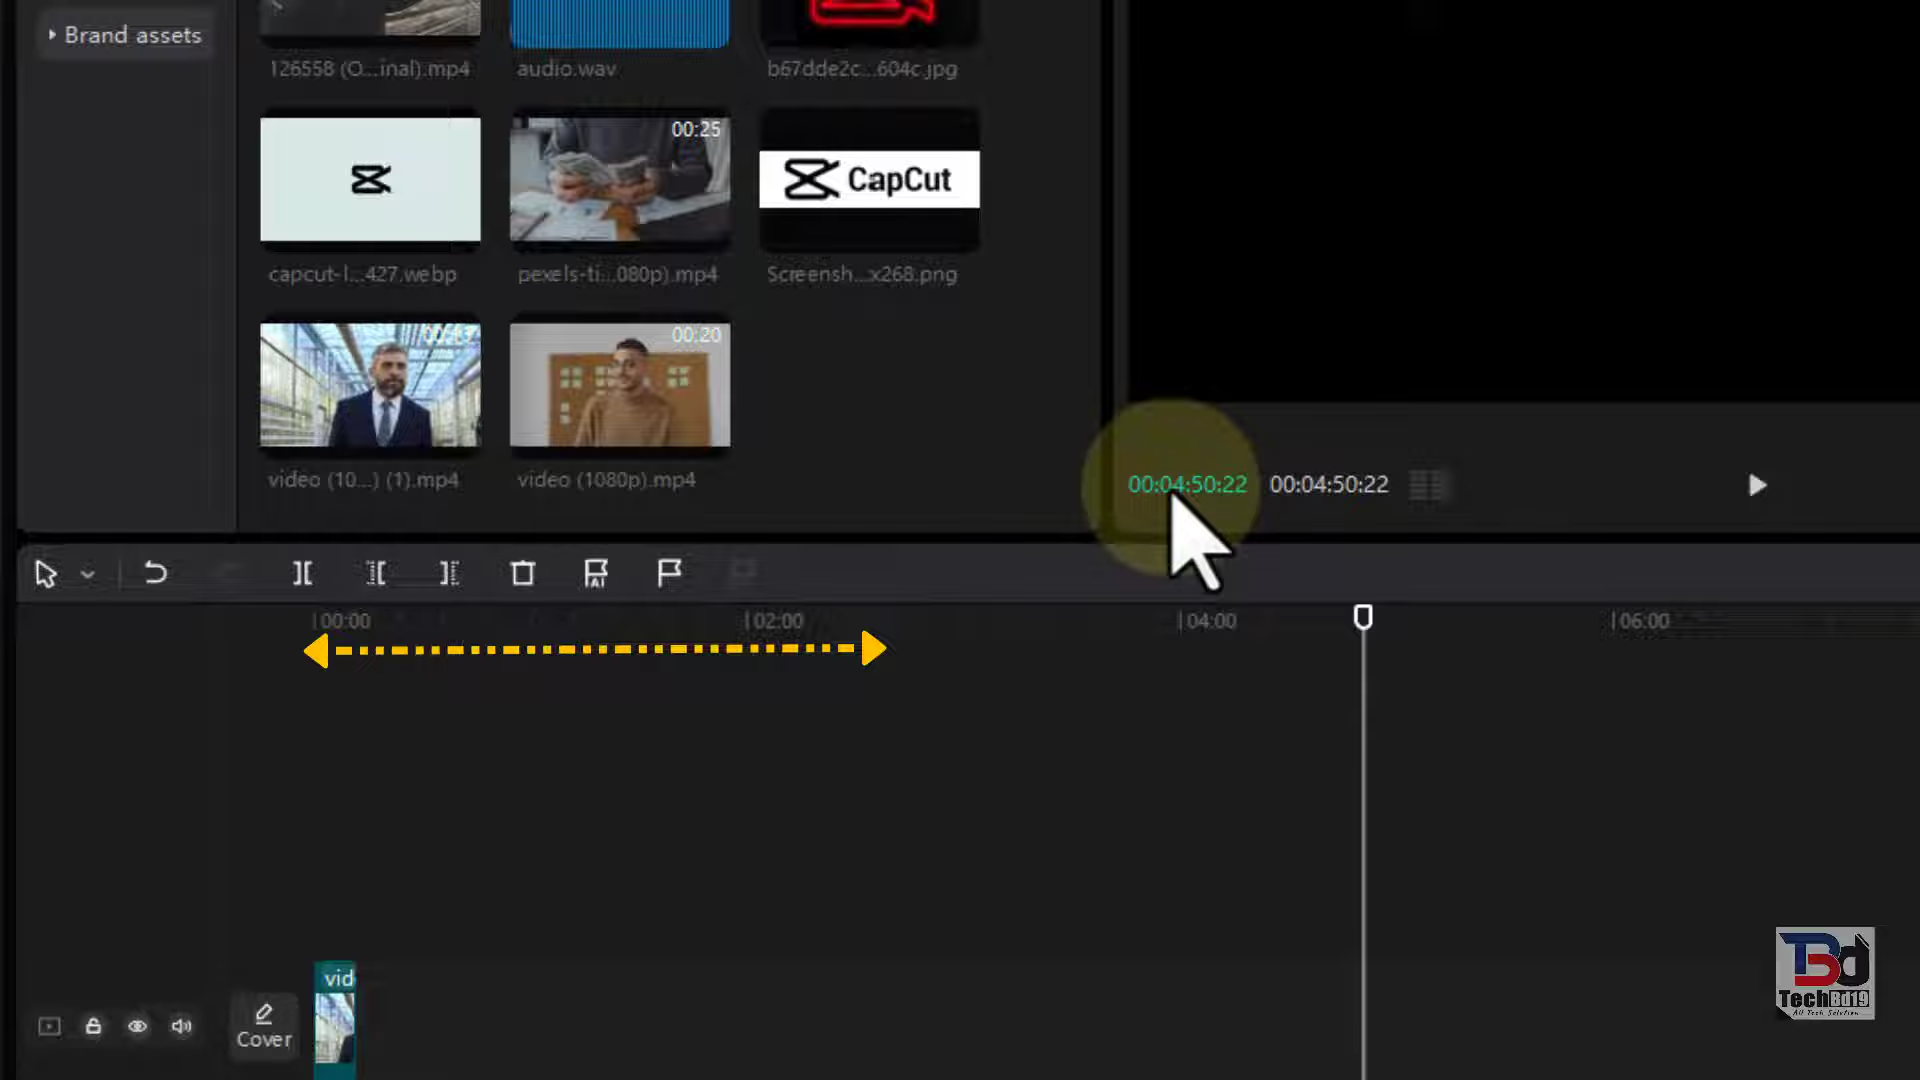 Brand assets
126558 (O...inal).mp4
audio.wav
b67dde2c...604c.jpg
00:25
CapCut
capcut-l...427.webp
pexels-ti...080p).mp4
Screensh...x268.png
00:20
video (10...) (1).mp4
video (1080p).mp4
00:04:50:22
00:04:50:22
AI
00:00
02:00
04:00
06:00
vid
Cover
TBd
TechBd19
All Tech Solution